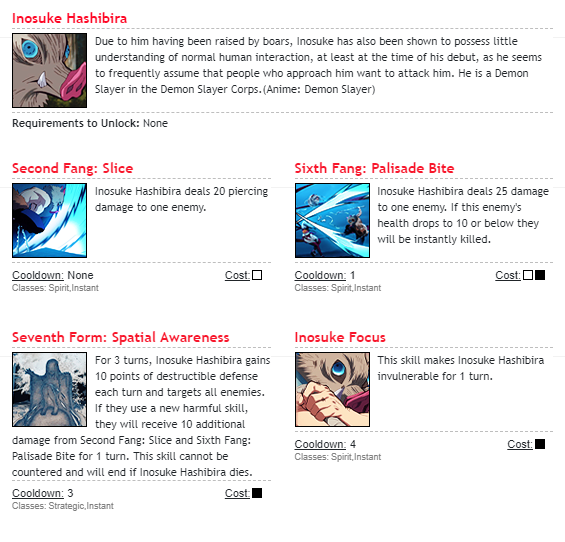 Inosuke Hashibira
Due to him having been raised by boars, Inosuke has also been shown to possess little
understanding of normal human interaction, at least at the time of his debut, as he seems
to frequently assume that people who approach him want to attack him. He is a Demon
Slayer in the Demon Slayer Corps.(Anime: Demon Slayer)
Requirements to Unlock: None
Second Fang: Slice
Inosuke Hashibira deals 20 piercing
damage to one enemy.
Cooldown: None Cost:
Classes: Spirit,Instant
Sixth Fang: Palisade Bite
Inosuke Hashibira deals 25 damage
to one enemy. If this enemy's
health drops to 10 or below they
will be instantly killed.
Cooldown: 1 Cost:
Classes: Spirit,Instant
Seventh Form: Spatial Awareness
For 3 turns, Inosuke Hashibira gains
10 points of destructible defense
each turn and targets all enemies.
If they use a new harmful skill,
they will receive 10 additional
damage from Second Fang: Slice and Sixth Fang:
Palisade Bite for 1 turn. This skill cannot be
countered and will end if Inosuke Hashibira dies.
Cooldown: 3 Cost:
Classes: Strategic,Instant
Inosuke Focus
This skill makes Inosuke Hashibira
invulnerable for 1 turn.
Cooldown: 4 Cost:
Classes: Spirit,Instant